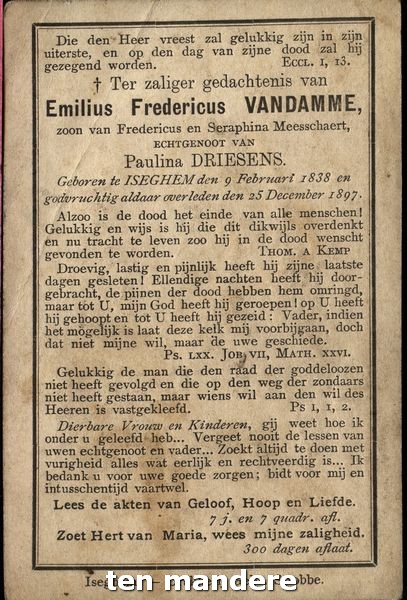 Die den Heer vreest zal gelukkig zijn in zijn
uiterste, en op den dag van zijne dood zal hij
gezegend worden. Eccl. 1, 13.
† Ter zaliger gedachtenis van
Emilius Fredericus VANDAMME,
zoon van Fredericus en Seraphina Meesschaert,
ECHTGENOOT VAN
Paulina DRIESENS.
Geboren te ISEGHEM den 9 Februari 1838 en
godvruchtig aldaar overleden den 25 December 1897.
Alzoo is de dood het einde van alle menschen!
Gelukkig en wijs is hij die dit dikwijls overdenkt
en nu tracht te leven zoo hij in de dood wenscht
gevonden te worden. Thom. a Kemp
Droevig, lastig en pijnlijk heeft hij zijne laatste
dagen gesleten! Ellendige nachten heeft hij door-
gebracht, de pijnen der dood hebben hem omringd,
maar tot U, mijn God heeft hij geroepen! op U heeft
hij gehoopt en tot U heeft hij gezeid: Vader, indien
het mogelijk is laat deze kelk mij voorbijgaan, doch
dat niet mijne wil, maar de uwe geschiede.
Ps. LXX. Job VII, Math. XXVI.
Gelukkig de man die den raad der goddeloozen
niet heeft gevolgd en die op den weg der zondaars
niet heeft gestaan, maar wiens wil aan den wil des
Heeren is vastgekleefd. Ps 1, 1, 2.
Dierbare Vrouw en Kinderen, gij weet hoe ik
onder u geleefd heb... Vergeet nooit de lessen van
uwen echtgenoot en vader... Zoekt altijd te doen met
vurigheid alles wat eerlijk en rechtveerdig is... Ik
bedank u voor uwe goede zorgen; bidt voor mij en
intusschentijd vaartwel.
Lees de akten van Geloof, Hoop en Liefde.
7 j. en 7 quadr. afl.
Zoet Hert van Maria, wees mijne zaligheid.
300 dagen aflaat.
ten mandere